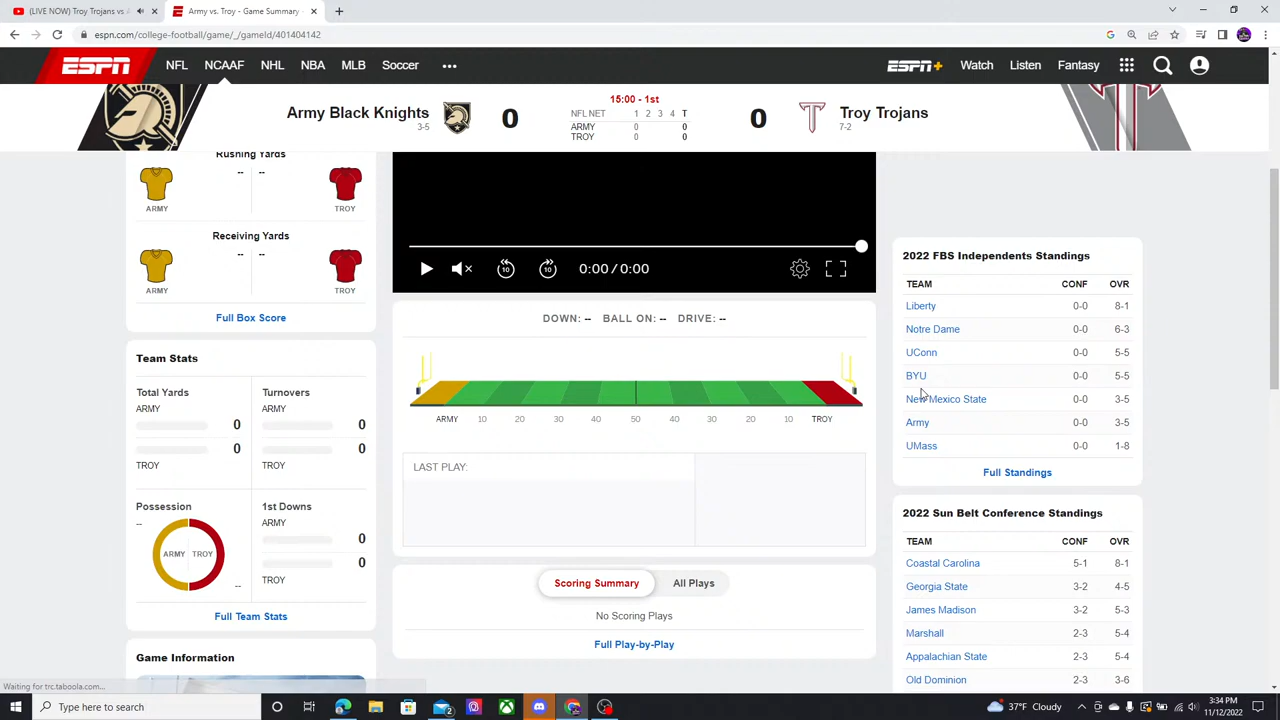 (LIVE NOW) Troy Trojans vs A
Army vs. Troy - Game Summary -
espn.com/college-football/game/_/gameId/401404142
ESPN
NFL NCAAF NHL NBA MLB Soccer
ESPN+ Watch Listen Fantasy
Army Black Knights
3-5
0
15:00 - 1st
NFL NET 1 2 3 4 T
ARMY 0 0
TROY 0 0
0
Troy Trojans
7-2
Rushing Yards
-- --
ARMY TROY
Receiving Yards
-- --
ARMY TROY
Full Box Score
Team Stats
Total Yards
ARMY
0
0
TROY
Turnovers
ARMY
0
0
TROY
Possession
--
ARMY TROY
--
1st Downs
ARMY
0
0
TROY
Full Team Stats
Game Information
10 10 0:00 / 0:00
DOWN: -- BALL ON: -- DRIVE: --
ARMY 10 20 30 40 50 40 30 20 10 TROY
LAST PLAY:
Scoring Summary All Plays
No Scoring Plays
Full Play-by-Play
2022 FBS Independents Standings
TEAM CONF OVR
Liberty 0-0 8-1
Notre Dame 0-0 6-3
UConn 0-0 5-5
BYU 0-0 5-5
New Mexico State 0-0 3-5
Army 0-0 3-5
UMass 0-0 1-8
Full Standings
2022 Sun Belt Conference Standings
TEAM CONF OVR
Coastal Carolina 5-1 8-1
Georgia State 3-2 4-5
James Madison 3-2 5-3
Marshall 2-3 5-4
Appalachian State 2-3 5-4
Old Dominion 2-3 3-6
Waiting for trc.taboola.com...
Type here to search
2
37°F Cloudy
3:34 PM
11/12/2022